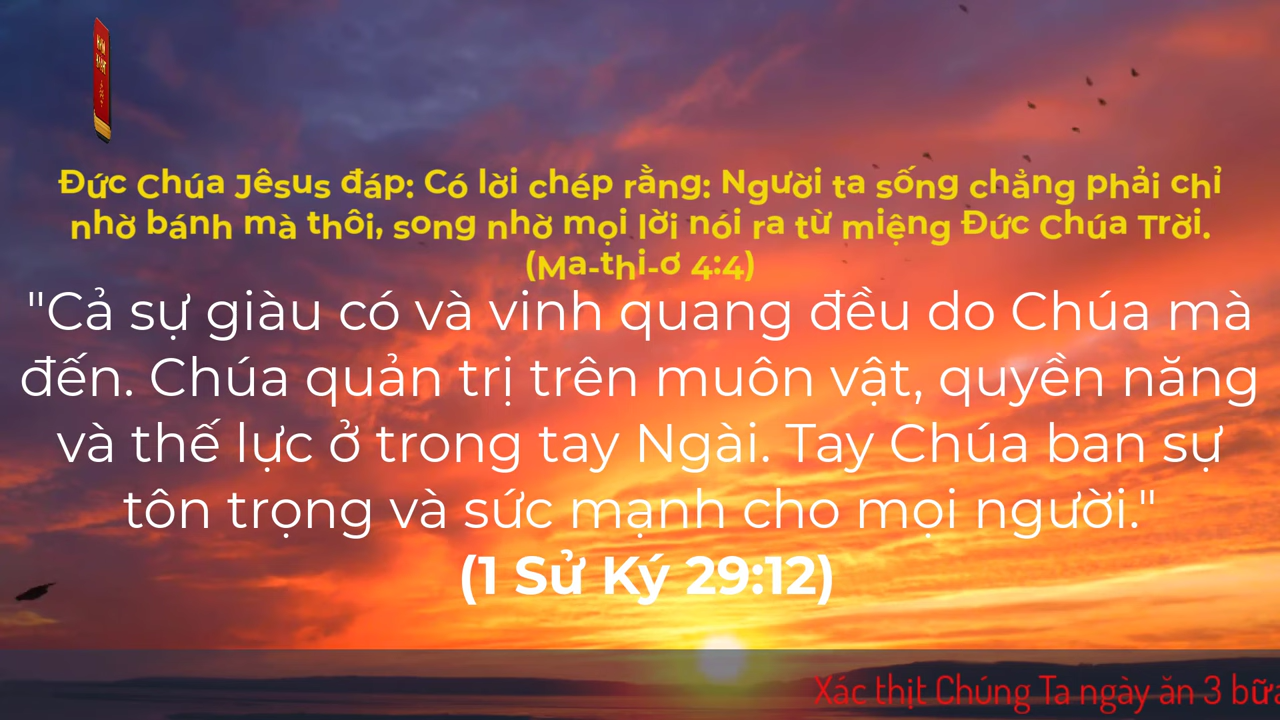 Đức Chúa Jêsus đáp: Có lời chép rằng: Người ta sống chẳng phải chỉ
nhờ bánh mà thôi, song nhờ mọi lời nói ra từ miệng Đức Chúa Trời.
(Ma-thi-ơ 4:4)
"Cả sự giàu có và vinh quang đều do Chúa mà
đến. Chúa quản trị trên muôn vật, quyền năng
và thế lực ở trong tay Ngài. Tay Chúa ban sự
tôn trọng và sức mạnh cho mọi người."
(1 Sử Ký 29:12)
Xác thịt Chúng Ta ngày ăn 3 bữa